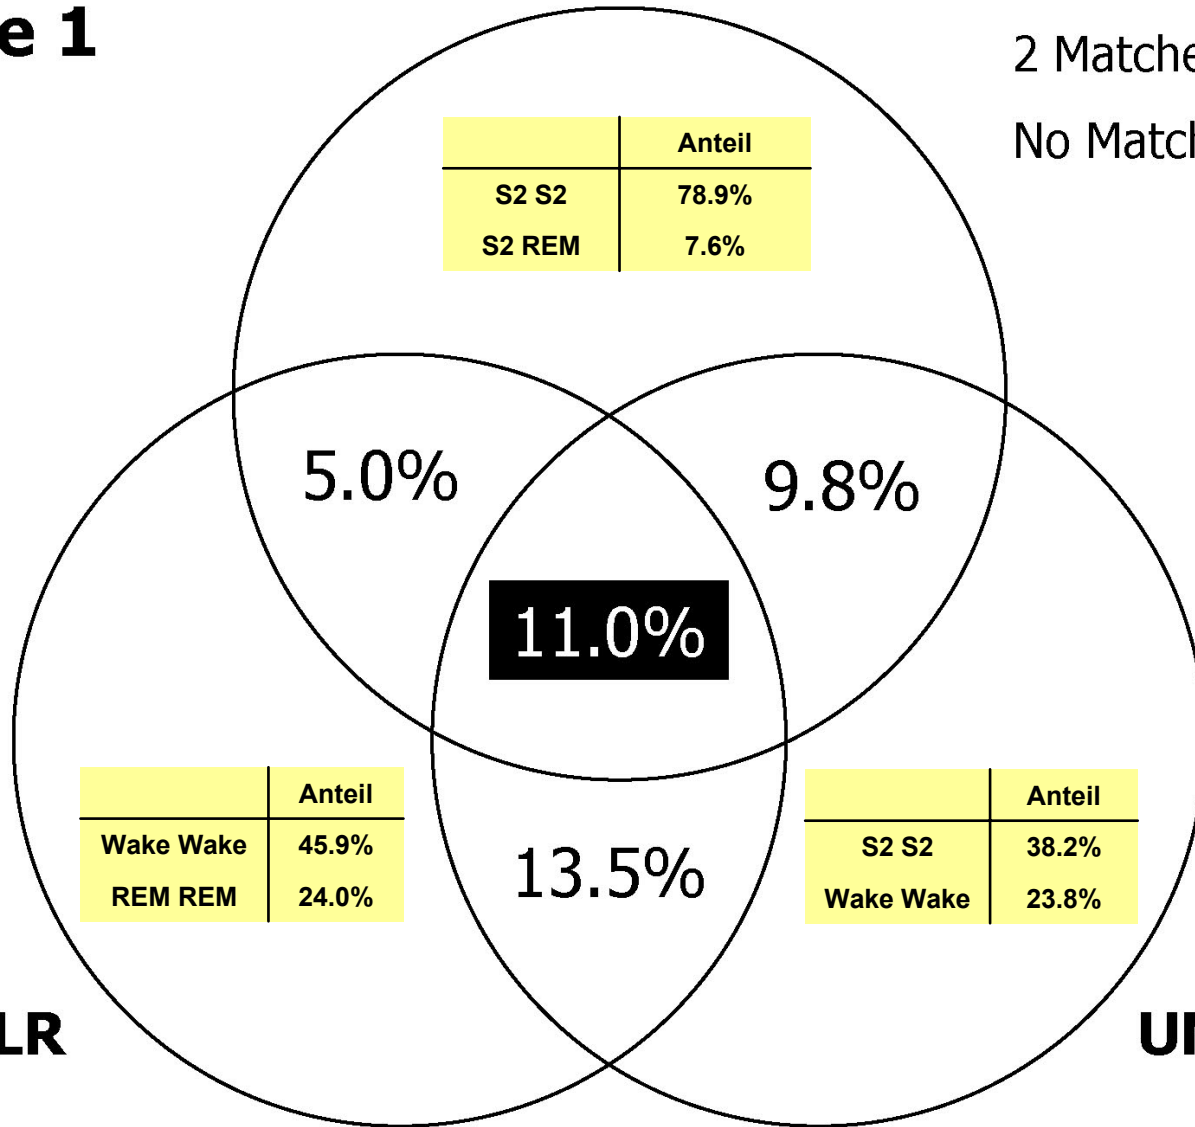 e 1
2 Matche
No Match
Anteil
S2 S2 78.9%
S2 REM 7.6%
5.0%
9.8%
11.0%
Anteil
Wake Wake 45.9%
REM REM 24.0%
13.5%
Anteil
S2 S2 38.2%
Wake Wake 23.8%
LR